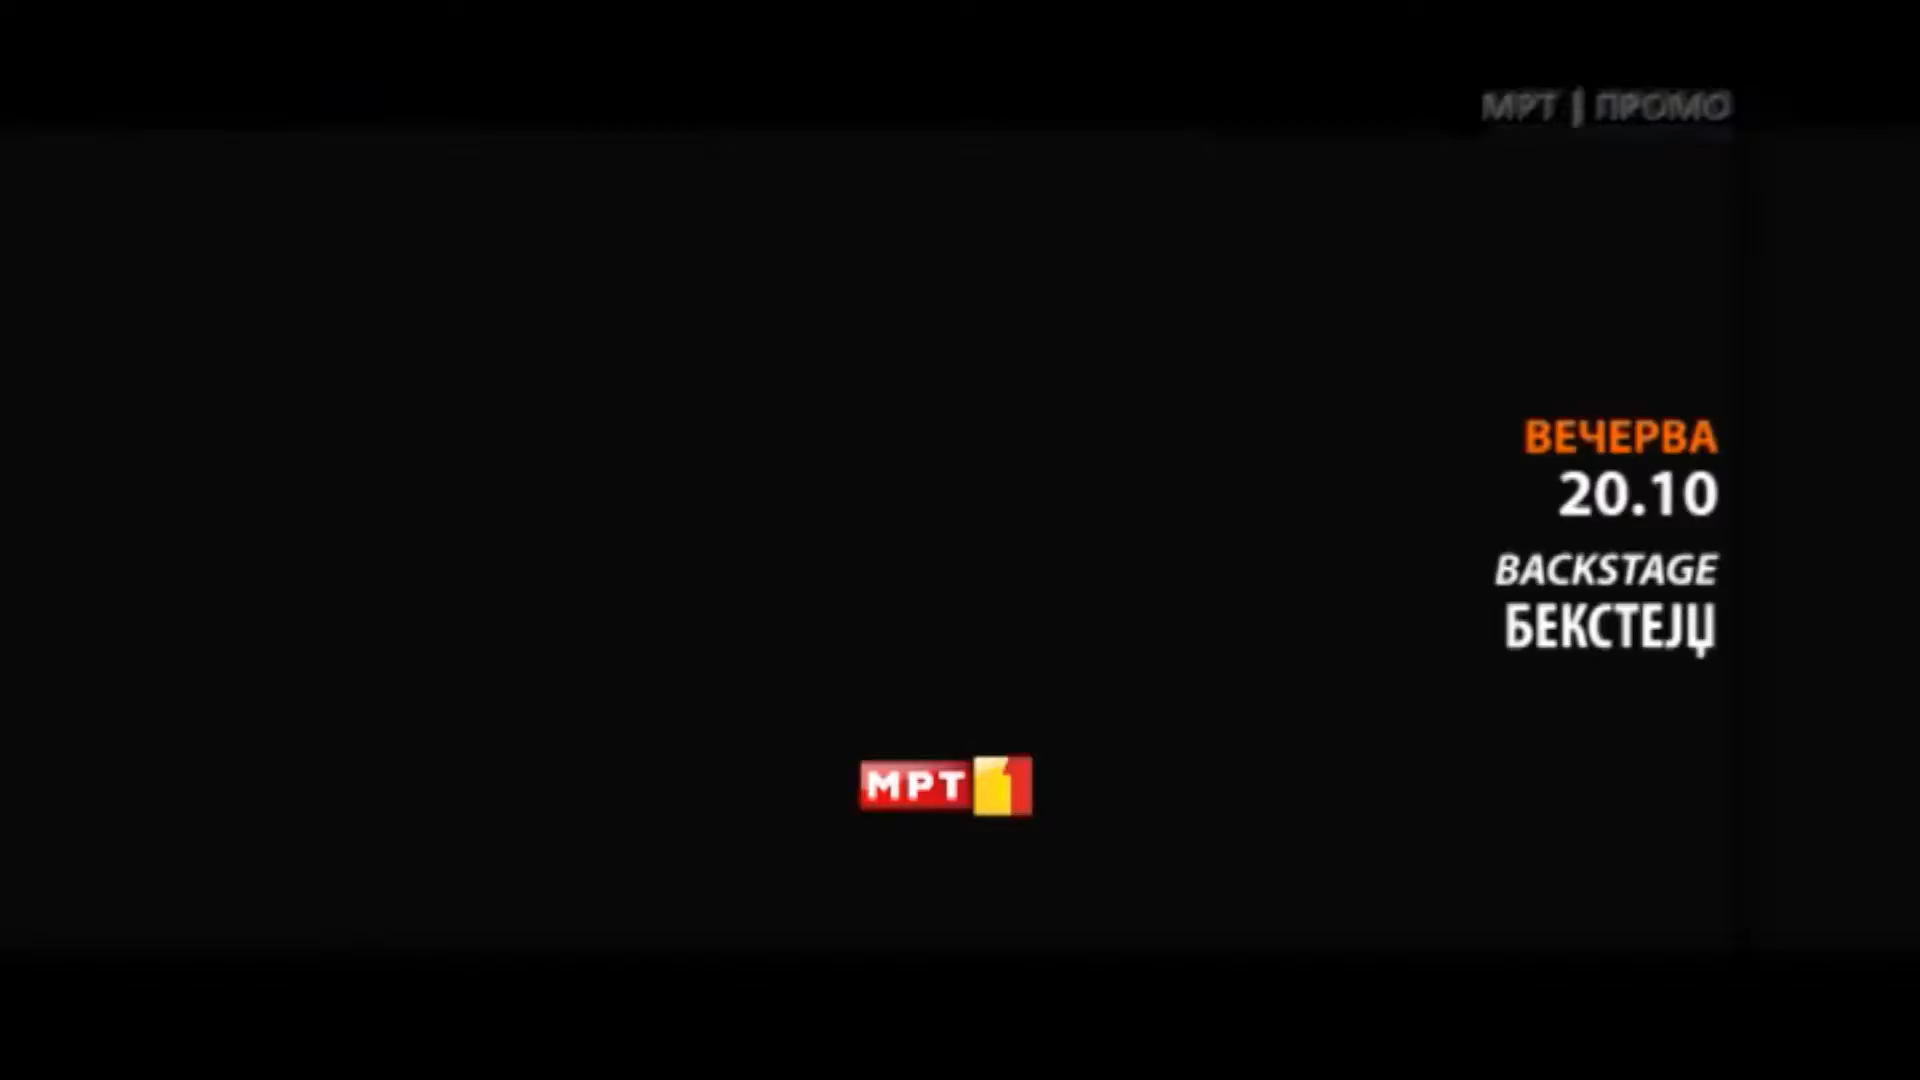 МРТ | ПРОМО
ВЕЧЕРВА
20.10
BACKSTAGE
БЕКСТЕЈЏ
МРТ 1